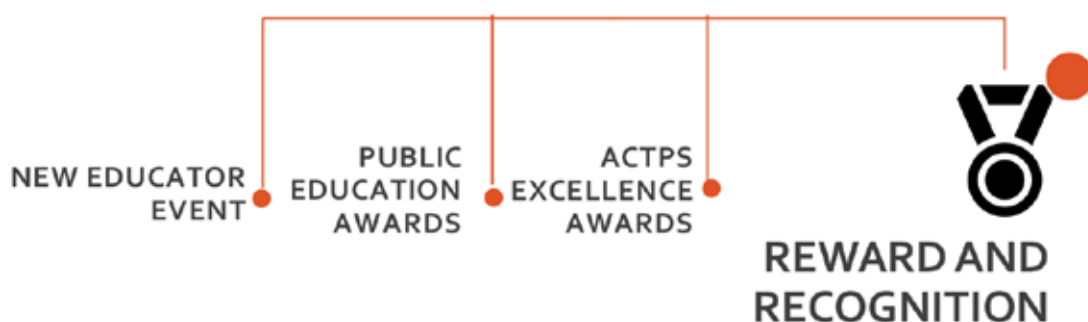 NEW EDUCATOR
EVENT
PUBLIC
EDUCATION
AWARDS
ACTPS
EXCELLENCE
AWARDS
REWARD AND
RECOGNITION